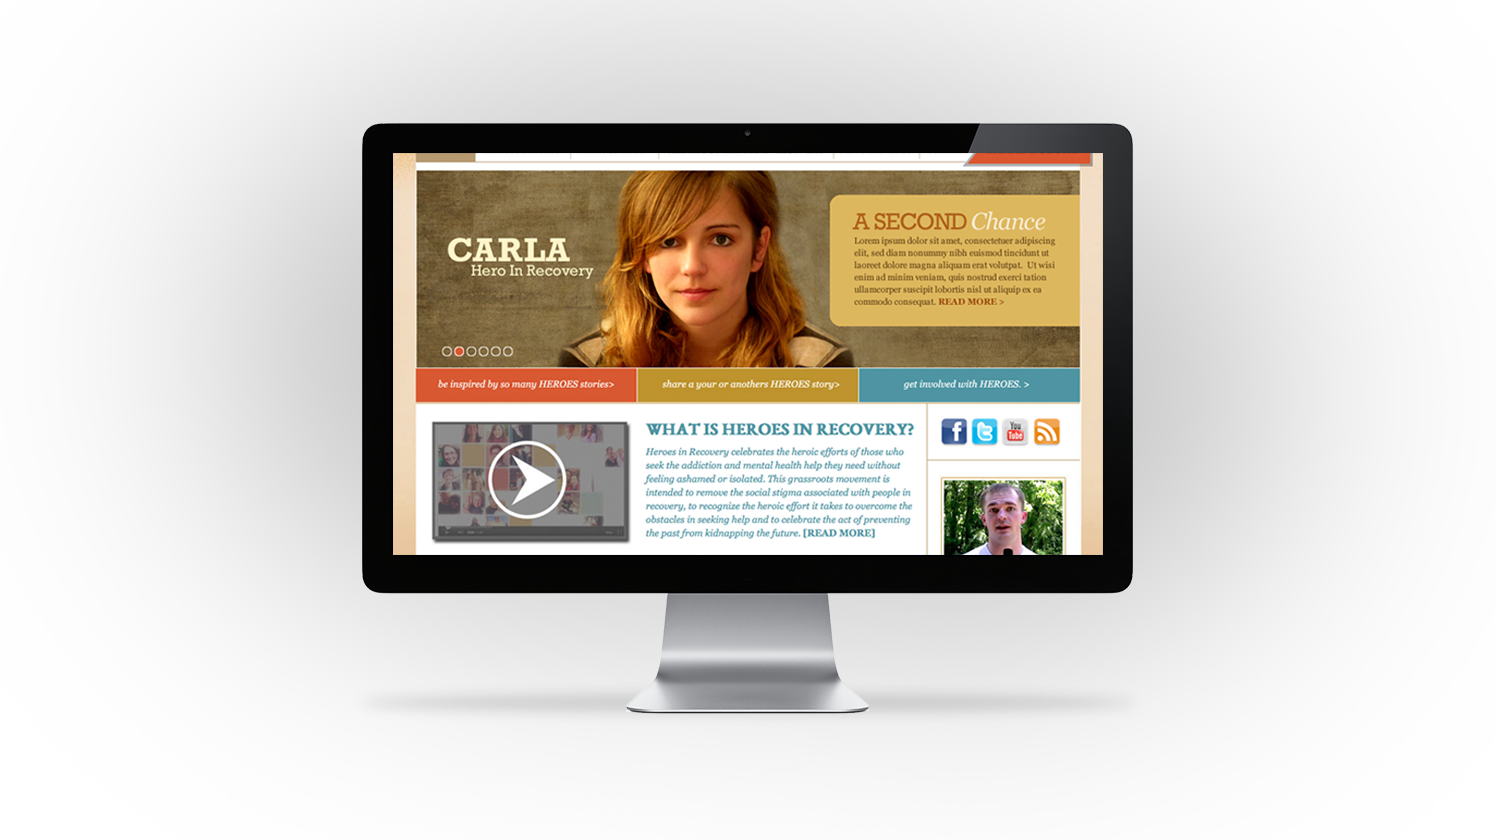 CARLA
Hero In Recovery
A SECOND Chance
Lorem ipsum dolor sit amet, consectetuer adipiscing
elit, sed diam nonummy nibh euismod tincidunt ut
laoreet dolore magna aliquam erat volutpat.  Ut wisi
enim ad minim veniam, quis nostrud exerci tation
ullamcorper suscipit lobortis nisl ut aliquip ex ea
commodo consequat. READ MORE >
be inspired by so many HEROES stories>
share a your or anothers HEROES story>
get involved with HEROES. >
WHAT IS HEROES IN RECOVERY?
Heroes in Recovery celebrates the heroic efforts of those who
seek the addiction and mental health help they need without
feeling ashamed or isolated. This grassroots movement is
intended to remove the social stigma associated with people in
recovery, to recognize the heroic effort it takes to overcome the
obstacles in seeking help and to celebrate the act of preventing
the past from kidnapping the future. [READ MORE]
f
t
You
Tube